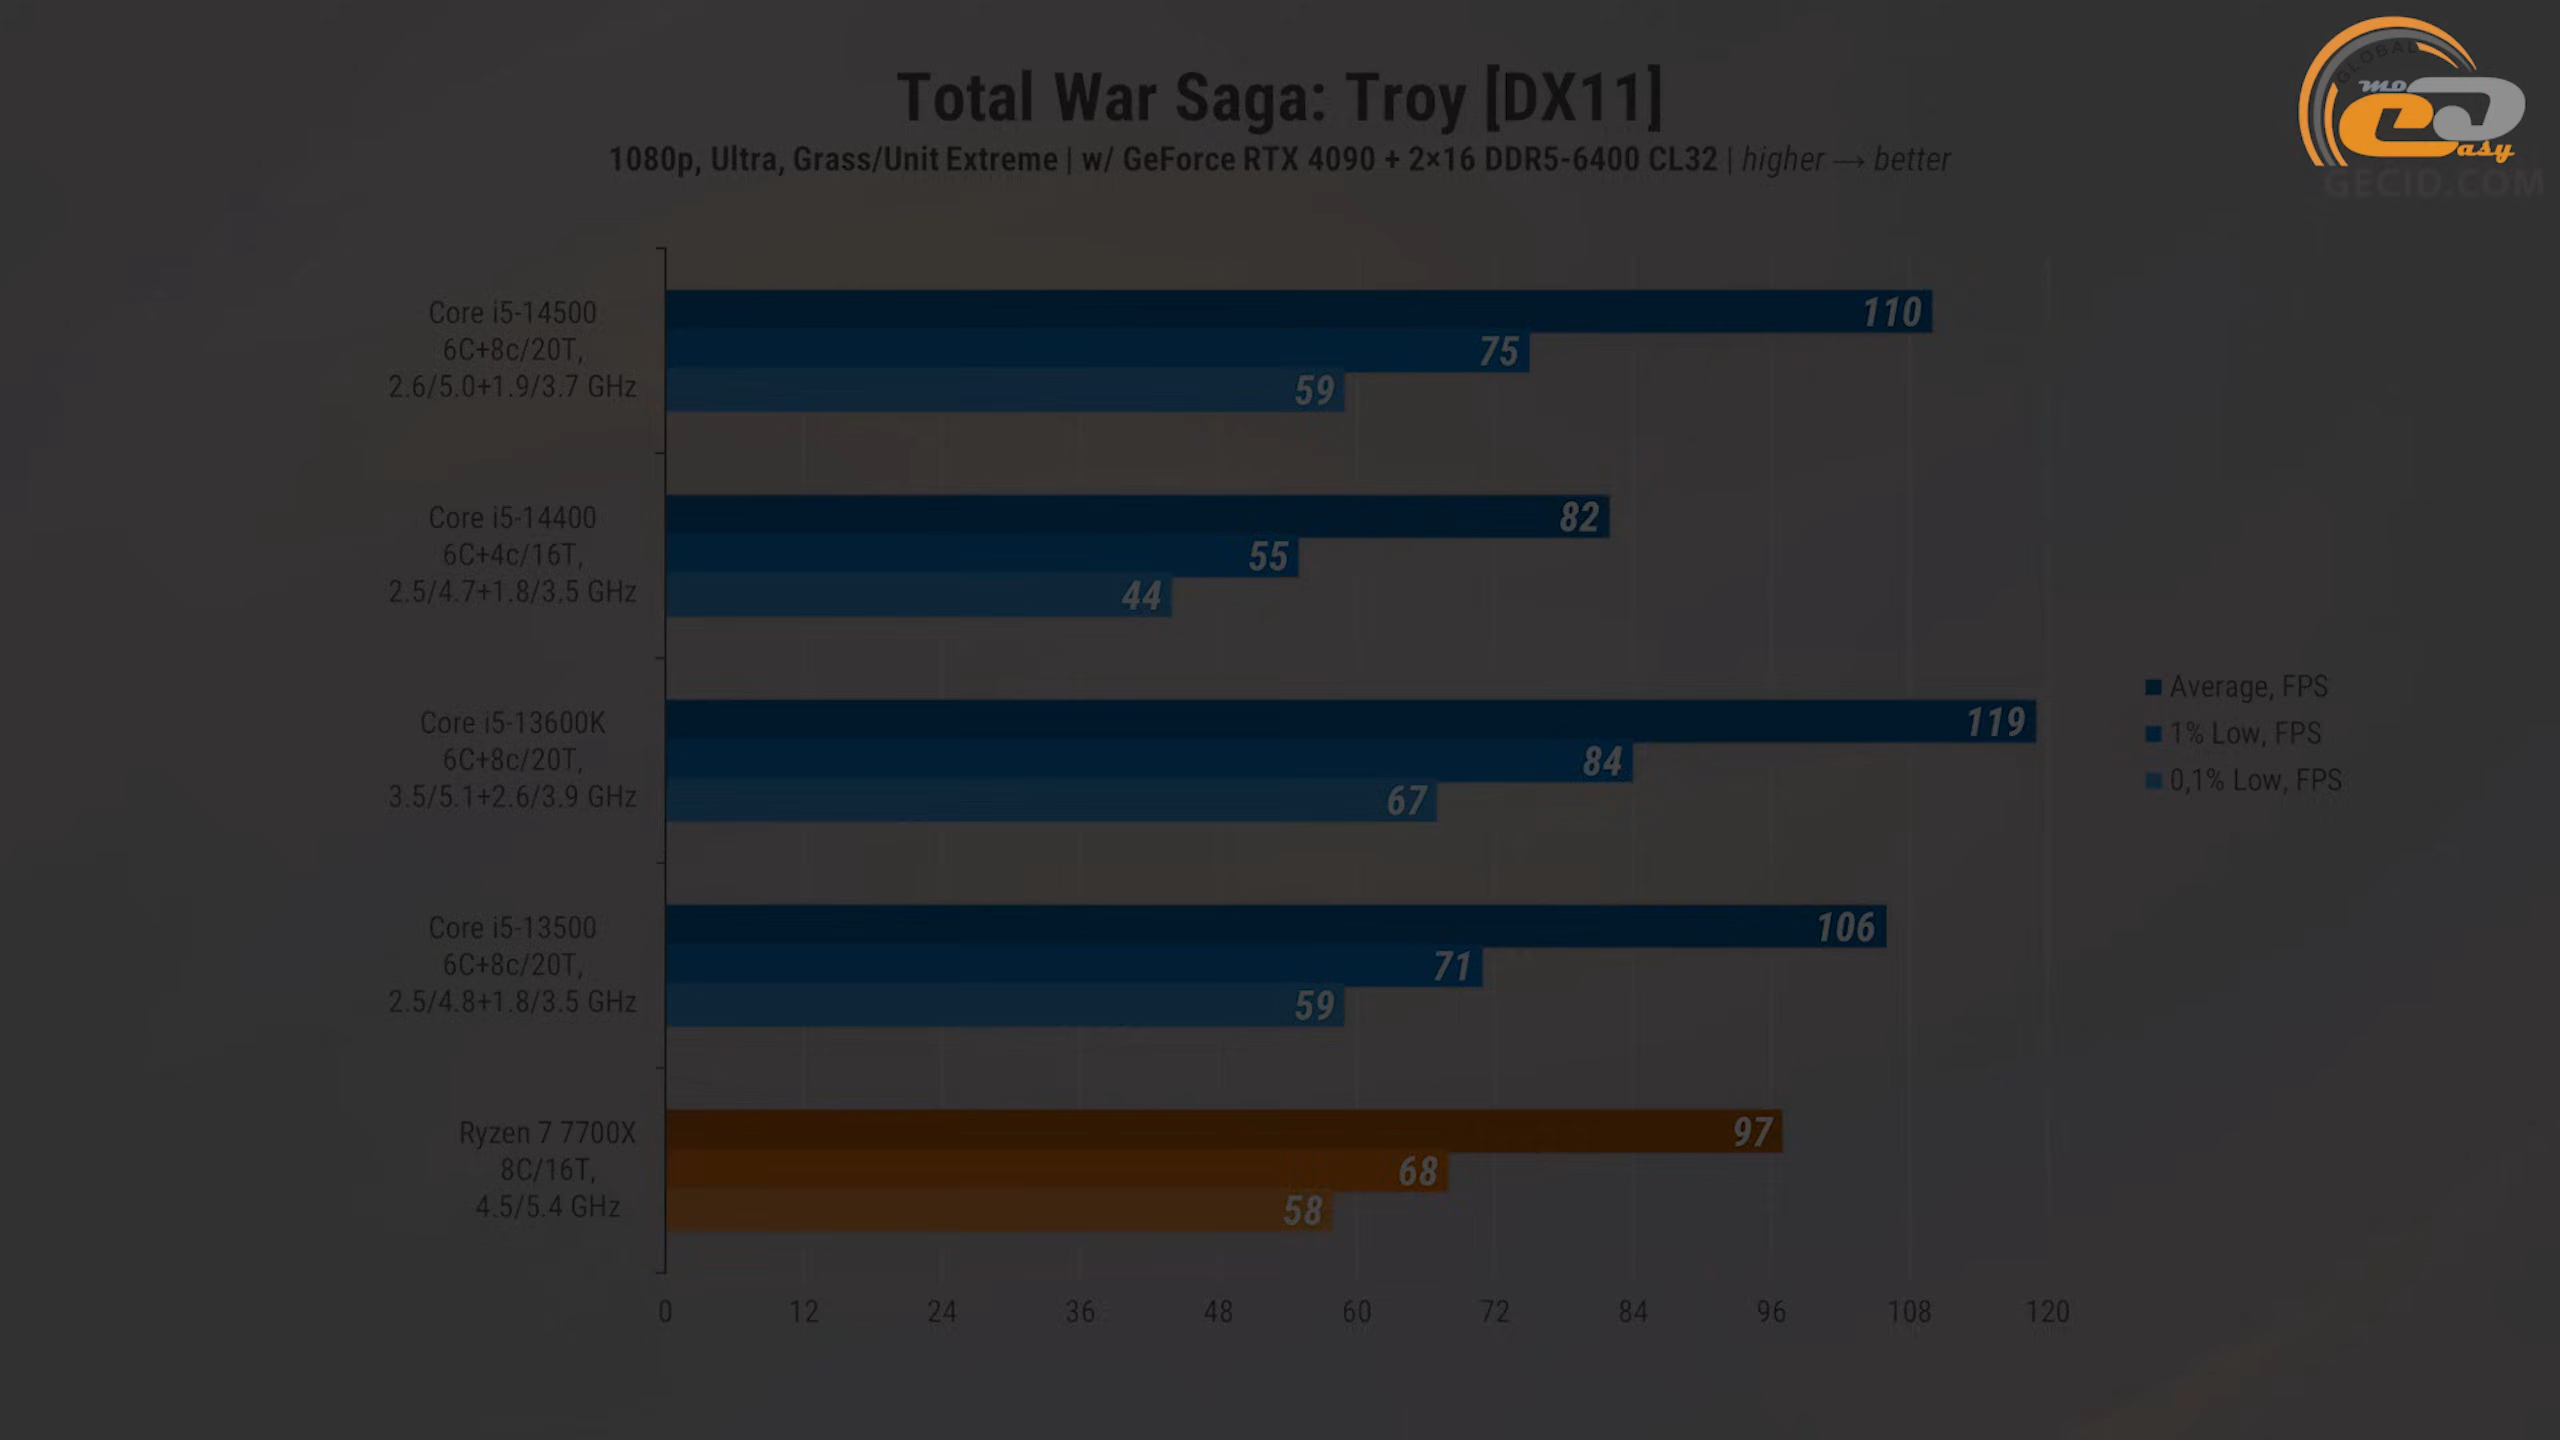 GLOBAL
mo
easy
GECID.COM
Total War Saga: Troy [DX11]
1080p, Ultra, Grass/Unit Extreme | w/ GeForce RTX 4090 + 2×16 DDR5-6400 CL32 | higher → better
Core i5-14500
6C+8c/20T,
2.6/5.0+1.9/3.7 GHz
110
75
59
Core i5-14400
6C+4c/16T,
2.5/4.7+1.8/3.5 GHz
82
55
44
Core i5-13600K
6C+8c/20T,
3.5/5.1+2.6/3.9 GHz
119
84
67
Core i5-13500
6C+8c/20T,
2.5/4.8+1.8/3.5 GHz
106
71
59
Ryzen 7 7700X
8C/16T,
4.5/5.4 GHz
97
68
58
0 12 24 36 48 60 72 84 96 108 120
Average, FPS
1% Low, FPS
0,1% Low, FPS